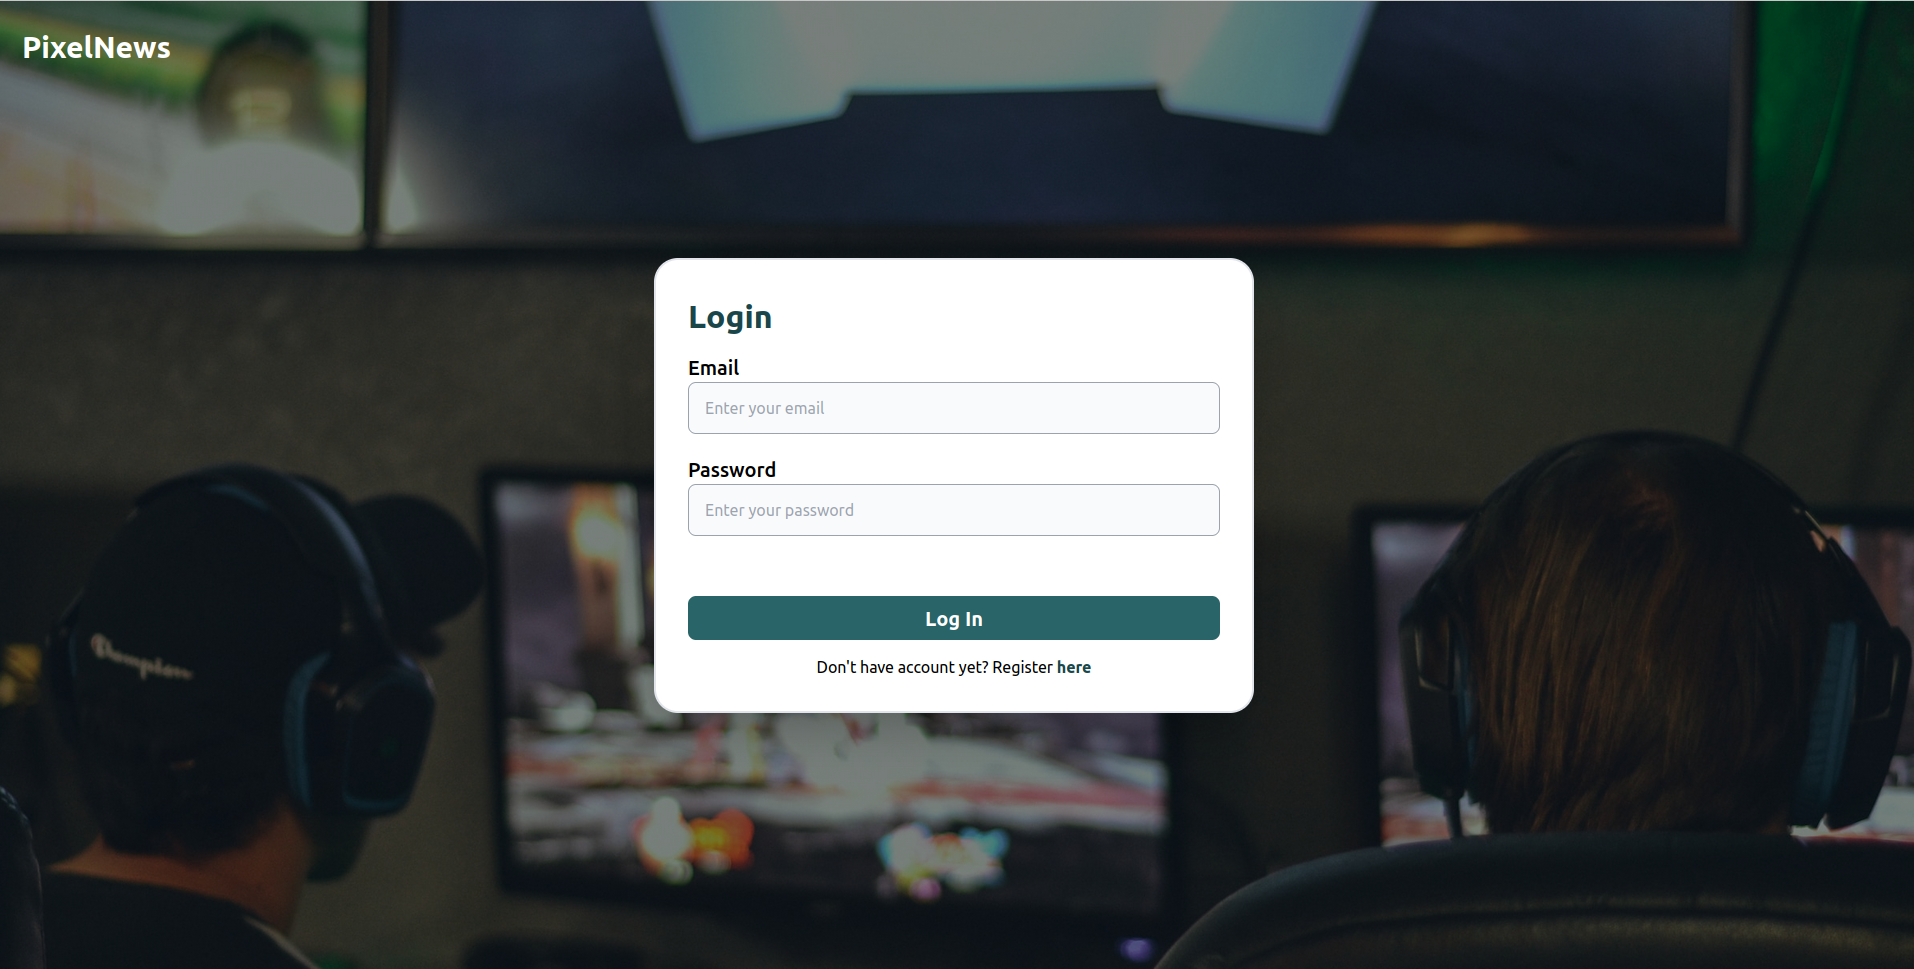 PixelNews
Login
Email
Enter your email
Password
Enter your password
Log In
Don't have account yet? Register here
Champion